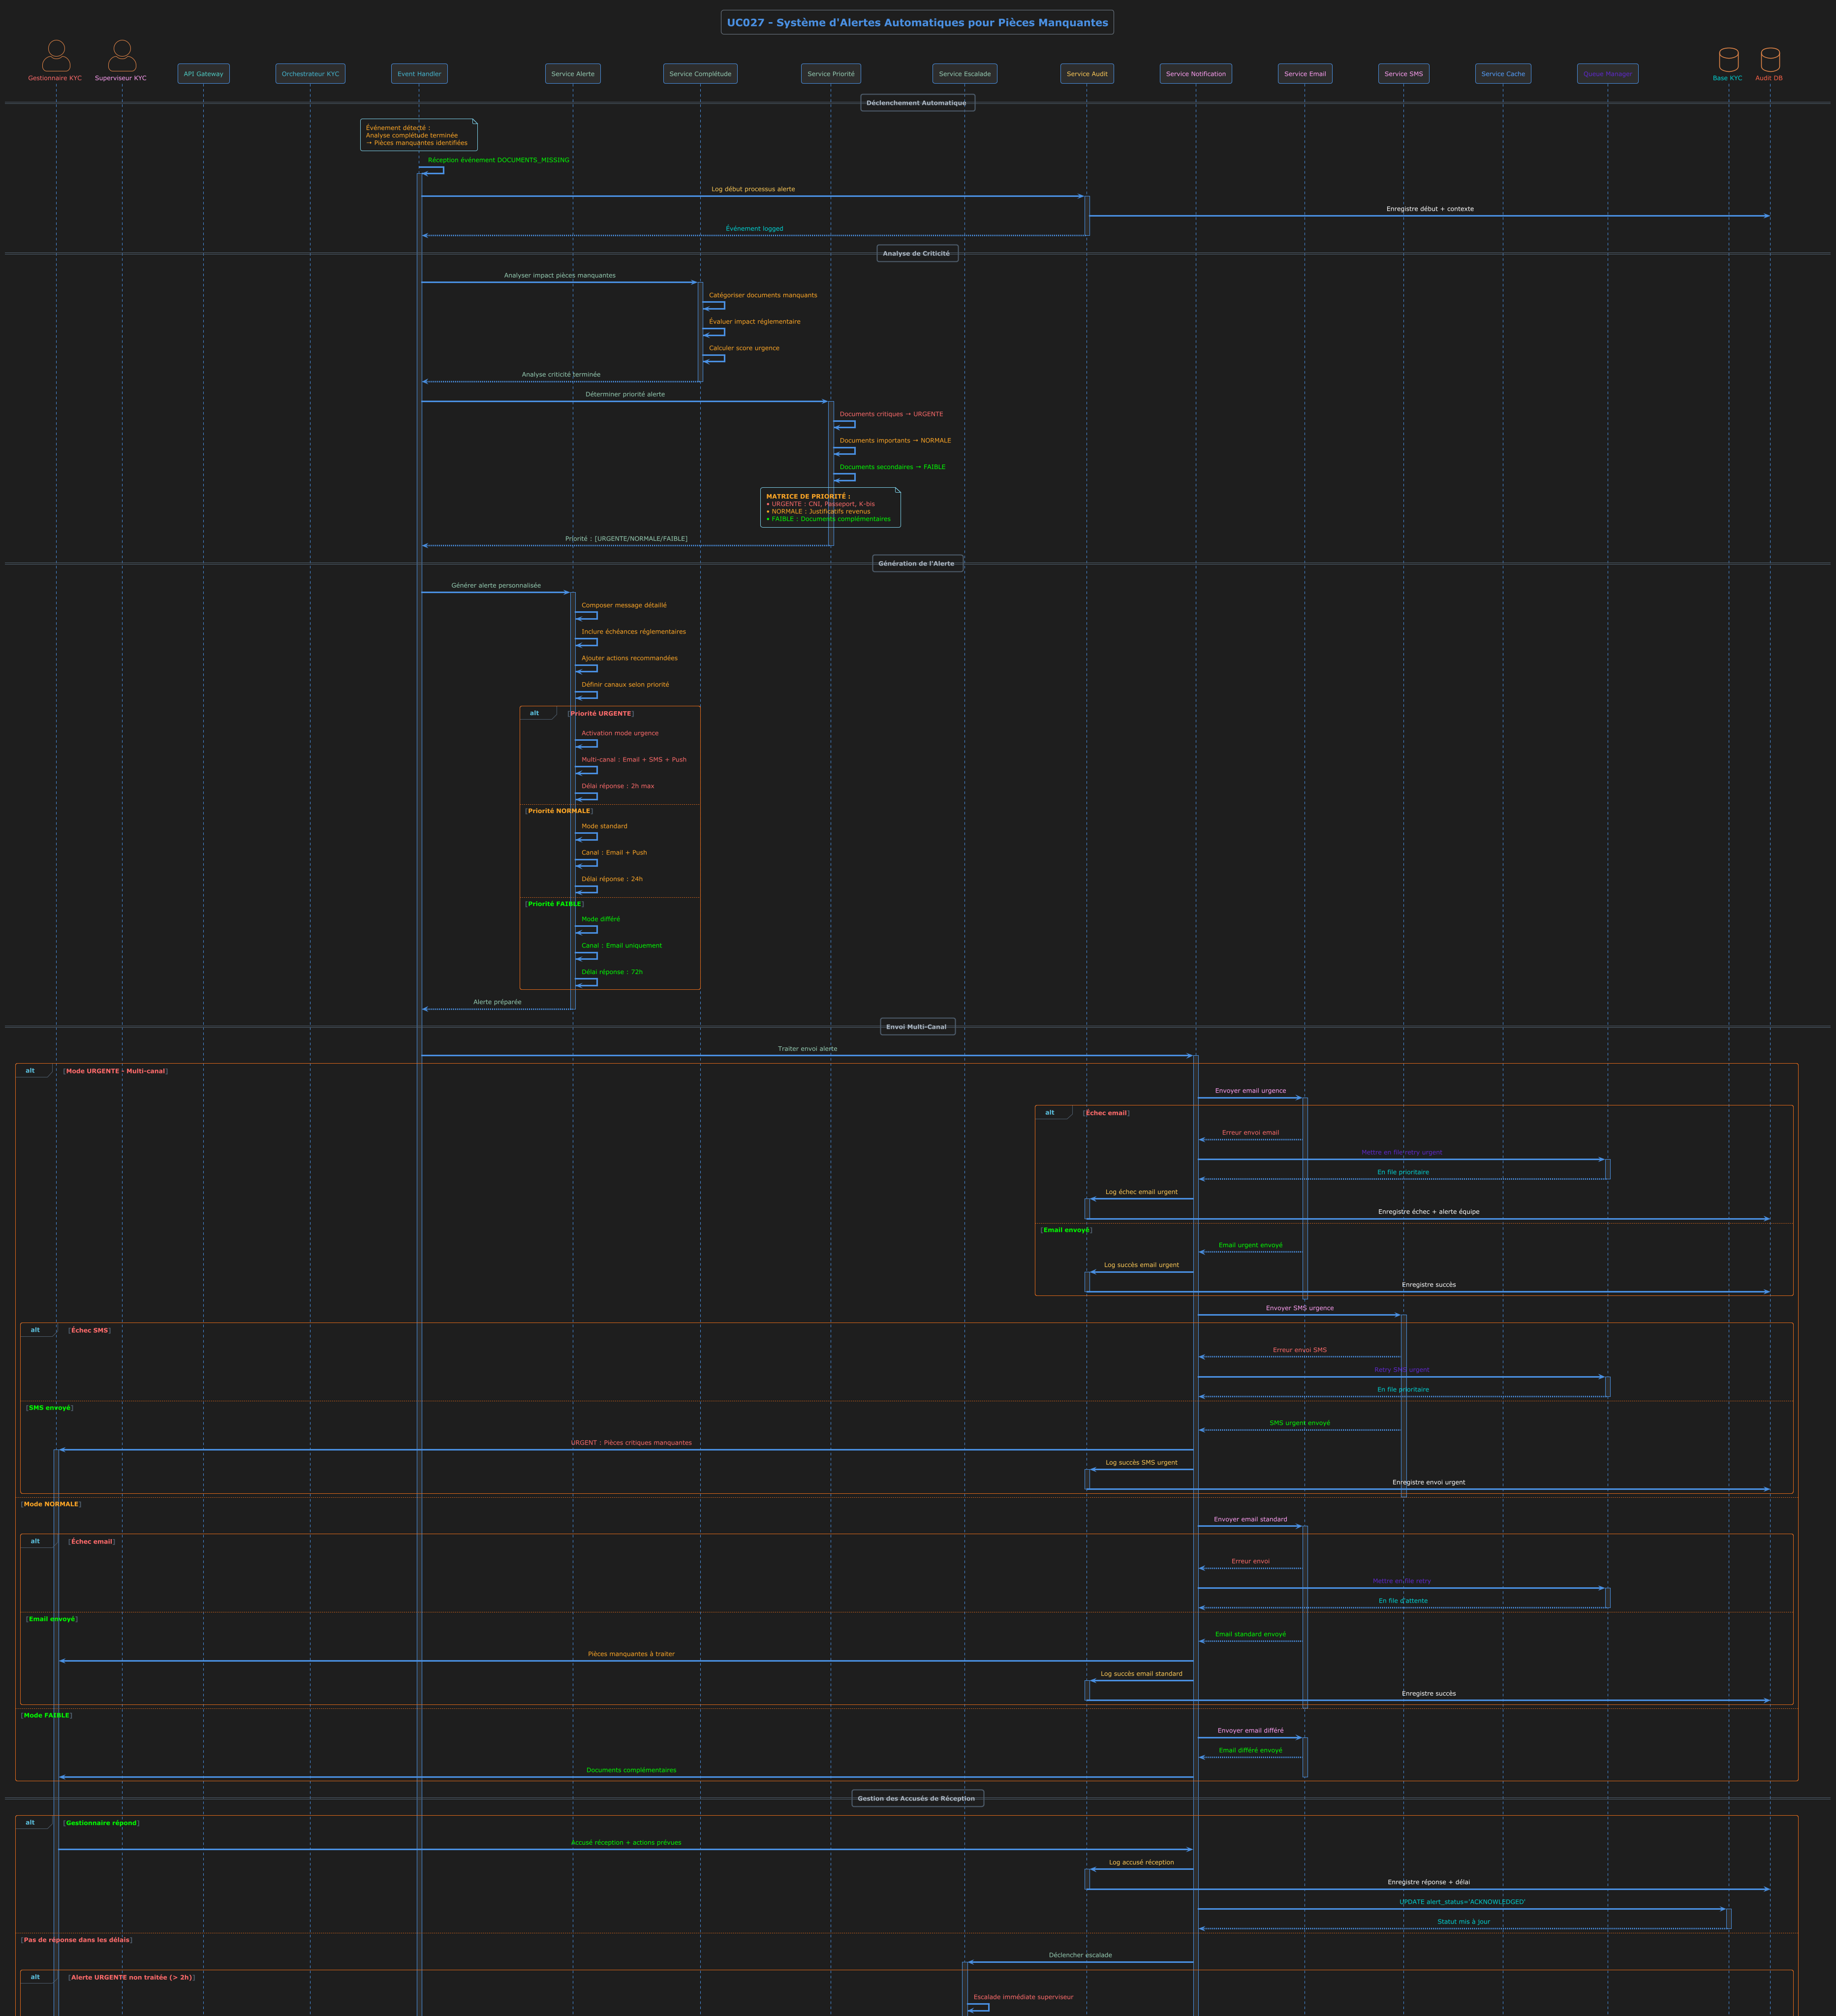 UC027 - Système d'Alertes Automatiques pour Pièces Manquantes
Gestionnaire KYC
Superviseur KYC
API Gateway
Orchestrateur KYC
Event Handler
Service Alerte
Service Complétude
Service Priorité
Service Escalade
Service Audit
Service Notification
Service Email
Service SMS
Service Cache
Queue Manager
Base KYC
Audit DB
Déclenchement Automatique
Événement détecté :
Analyse complétude terminée
→ Pièces manquantes identifiées
Réception événement DOCUMENTS_MISSING
Log début processus alerte
Enregistre début + contexte
Événement logged
Analyse de Criticité
Analyser impact pièces manquantes
Catégoriser documents manquants
Évaluer impact réglementaire
Calculer score urgence
Analyse criticité terminée
Déterminer priorité alerte
Documents critiques → URGENTE
Documents importants → NORMALE
Documents secondaires → FAIBLE
MATRICE DE PRIORITÉ :
• URGENTE : CNI, Passeport, K-bis
• NORMALE : Justificatifs revenus
• FAIBLE : Documents complémentaires
Priorité : [URGENTE/NORMALE/FAIBLE]
Génération de l'Alerte
Générer alerte personnalisée
Composer message détaillé
Inclure échéances réglementaires
Ajouter actions recommandées
Définir canaux selon priorité
alt [Priorité URGENTE]
Activation mode urgence
Multi-canal : Email + SMS + Push
Délai réponse : 2h max
[Priorité NORMALE]
Mode standard
Canal : Email + Push
Délai réponse : 24h
[Priorité FAIBLE]
Mode différé
Canal : Email uniquement
Délai réponse : 72h
Alerte préparée
Envoi Multi-Canal
Traiter envoi alerte
alt [Mode URGENTE - Multi-canal]
Envoyer email urgence
alt [Échec email]
Erreur envoi email
Mettre en file retry urgent
En file prioritaire
Log échec email urgent
Enregistre échec + alerte équipe
[Email envoyé]
Email urgent envoyé
Log succès email urgent
Enregistre succès
Envoyer SMS urgence
alt [Échec SMS]
Erreur envoi SMS
Retry SMS urgent
En file prioritaire
[SMS envoyé]
SMS urgent envoyé
URGENT : Pièces critiques manquantes
Log succès SMS urgent
Enregistre envoi urgent
[Mode NORMALE]
Envoyer email standard
alt [Échec email]
Erreur envoi
Mettre en file retry
En file d'attente
[Email envoyé]
Email standard envoyé
Pièces manquantes à traiter
Log succès email standard
Enregistre succès
[Mode FAIBLE]
Envoyer email différé
Email différé envoyé
Documents complémentaires
Gestion des Accusés de Réception
alt [Gestionnaire répond]
Accusé réception + actions prévues
Log accusé réception
Enregistre réponse + délai
UPDATE alert_status='ACKNOWLEDGED'
Statut mis à jour
[Pas de réponse dans les délais]
Déclencher escalade
alt [Alerte URGENTE non traitée (> 2h)]
Escalade immédiate superviseur